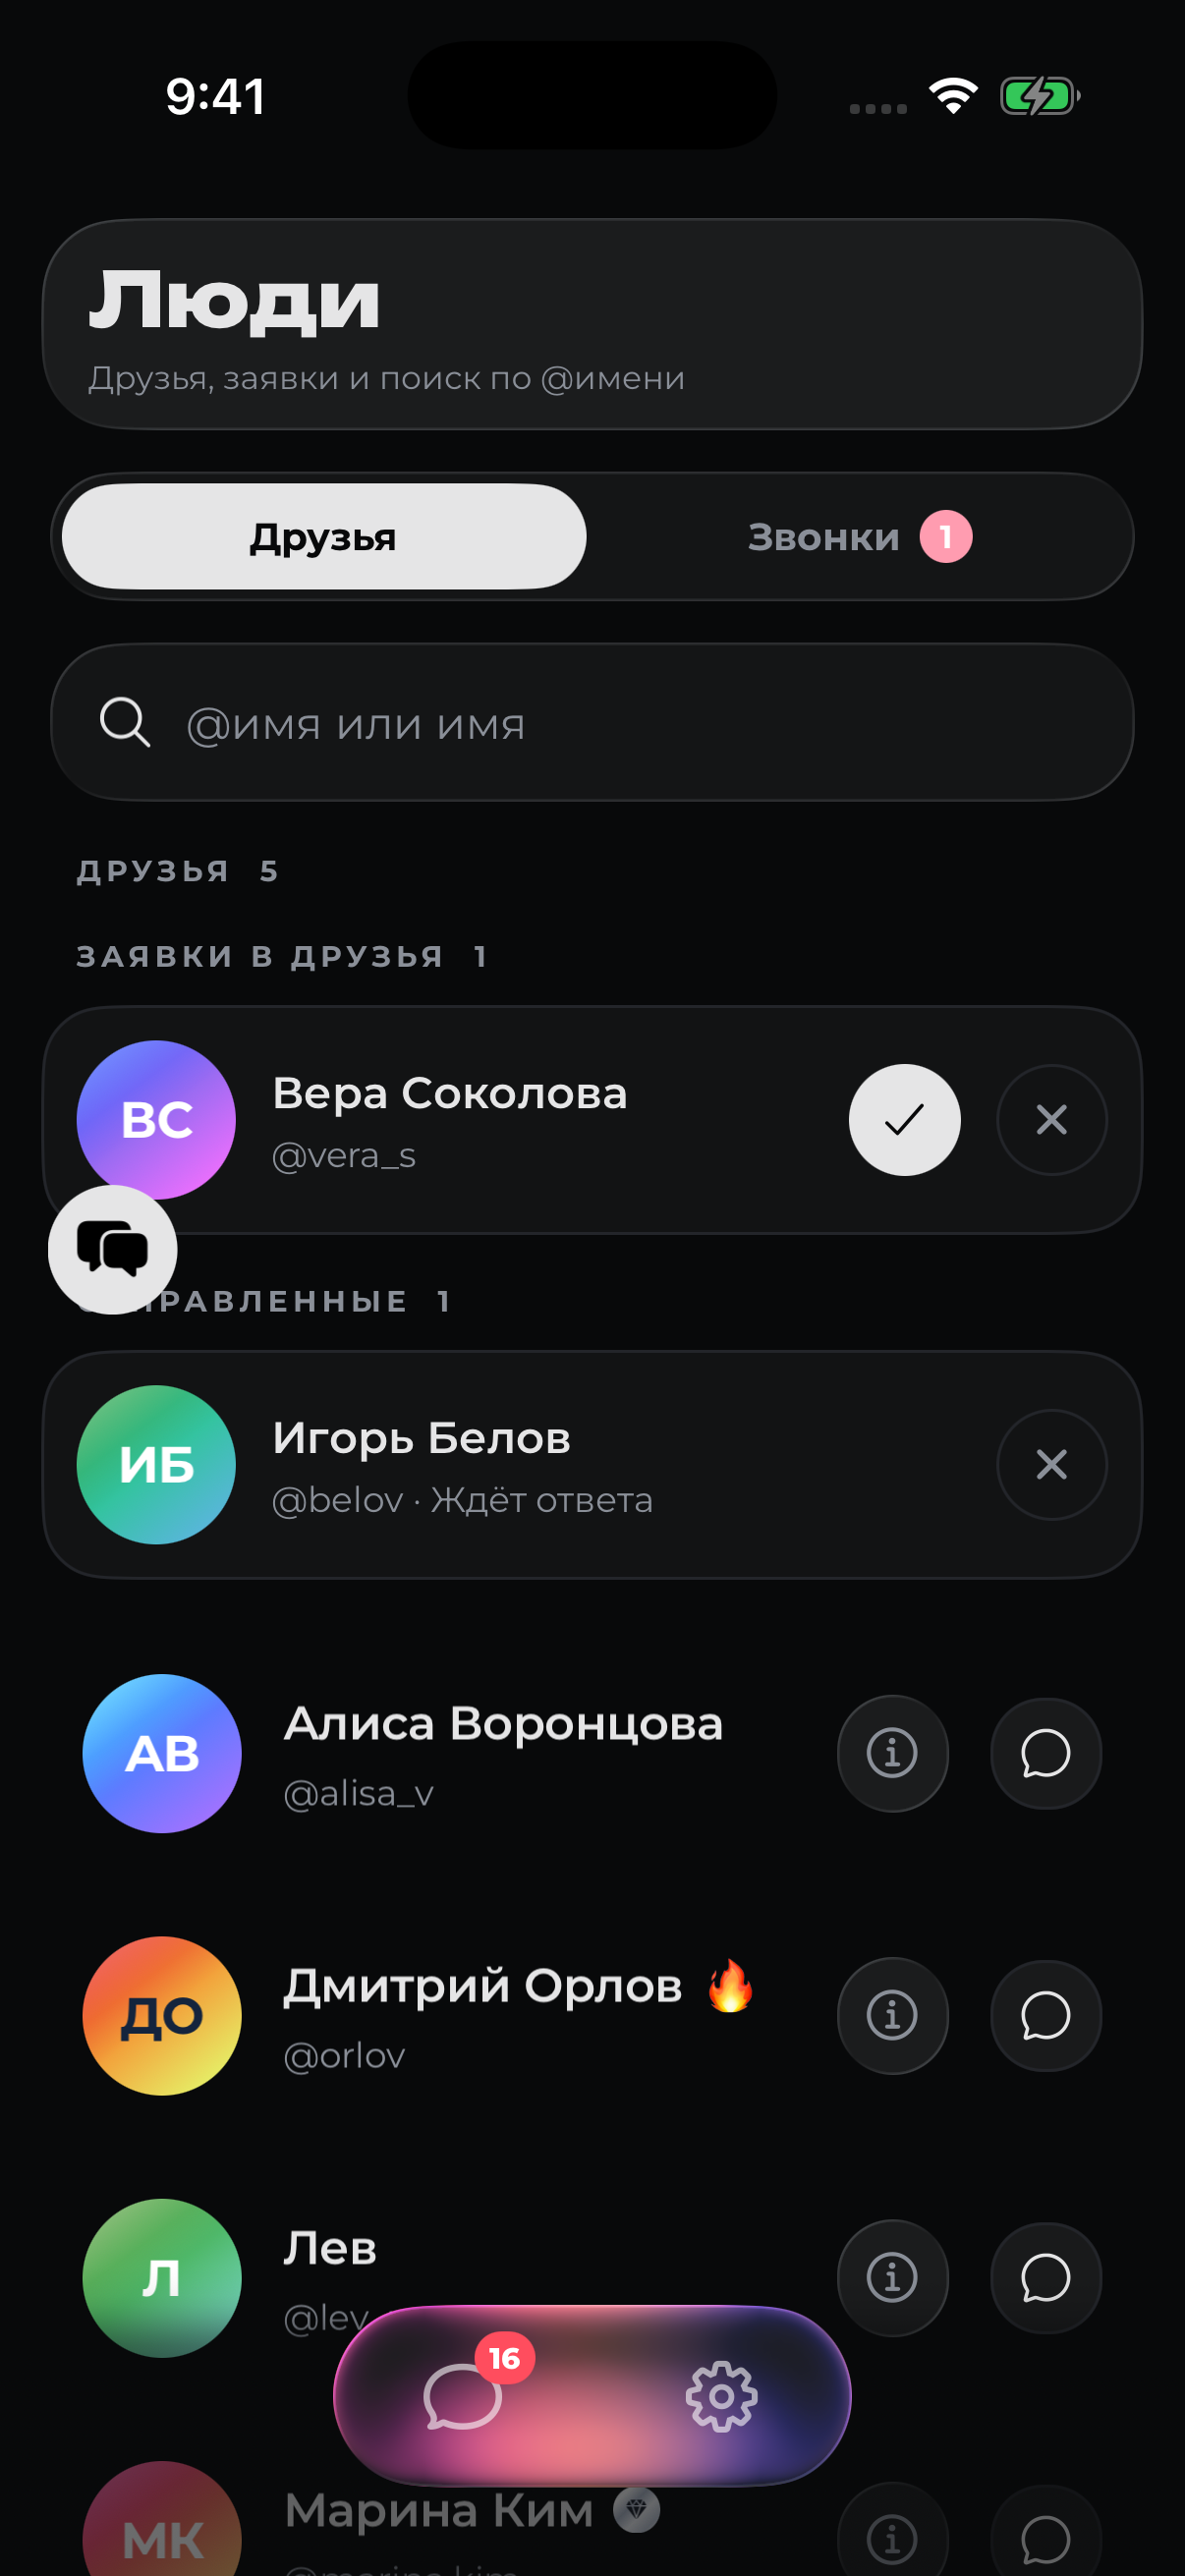 9:41
Люди
Друзья, заявки и поиск по @имени
Друзья
Звонки 1
@имя или имя
ДРУЗЬЯ 5
ЗАЯВКИ В ДРУЗЬЯ 1
ВС
Вера Соколова
@vera_s
РАВЛЕННЫЕ 1
ИБ
Игорь Белов
@belov · Ждёт ответа
АВ
Алиса Воронцова
@alisa_v
ДО
Дмитрий Орлов 🔥
@orlov
Л
Лев
@lev
16
МК
Марина Ким